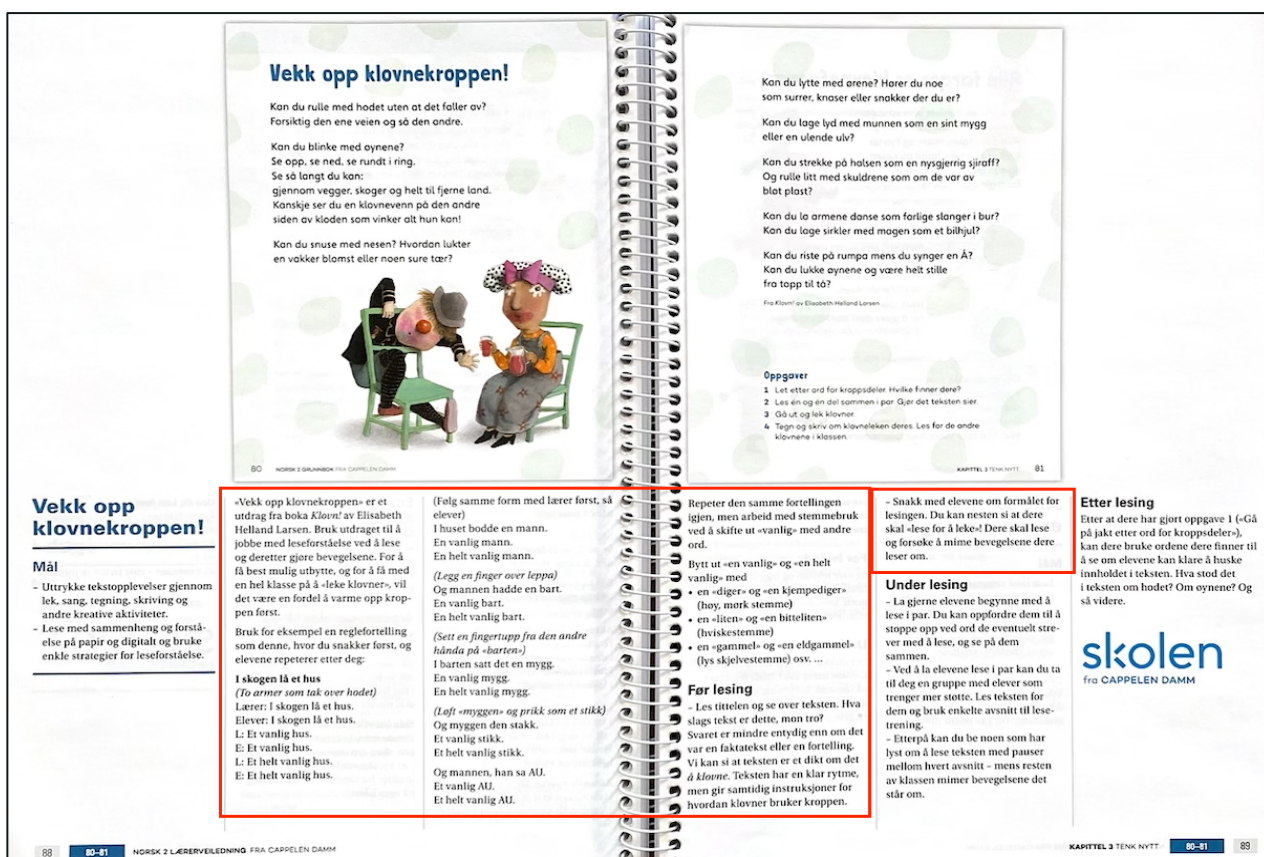 Vekk opp klovnekroppen!
Kan du rulle med hodet uten at det faller av?
Forsiktig den ene veien og så den andre.
Kan du blinke med øynene?
Se opp, se ned, se rundt i ring.
Se så langt du kan:
gjennom vegger, skoger og helt til fjerne land.
Kanskje ser du en klovnevenn på den andre
siden av kloden som vinker alt hun kan!
Kan du snuse med nesen? Hvordan lukter
en vakker blomst eller noen sure tær?
80 NORSK 2 GRUNNBOK FRA CAPPELEN DAMM
Kan du lytte med ørene? Hører du noe
som surrer, knaser eller snakker der du er?
Kan du lage lyd med munnen som en sint mygg
eller en ulende ulv?
Kan du strekke på halsen som en nysgjerrig sjiraff?
Og rulle litt med skuldrene som om de var av
bløt plast?
Kan du la armene danse som farlige slanger i bur?
Kan du lage sirkler med magen som et bilhjul?
Kan du riste på rumpa mens du synger en Å?
Kan du lukke øynene og være helt stille
fra topp til tå?
Fra Klovn! av Elisabeth Helland Larsen
Oppgaver
1 Let etter ord for kroppsdeler. Hvilke finner dere?
2 Les én og én del sammen i par. Gjør det teksten sier.
3 Gå ut og lek klovner.
4 Tegn og skriv om klovneleken deres. Les for de andre
klovnene i klassen.
KAPITTEL 3 TENK NYTT 81
Vekk opp
klovnekroppen!
Mål
– Uttrykke tekstopplevelser gjennom
lek, sang, tegning, skriving og
andre kreative aktiviteter.
– Lese med sammenheng og forstå-
else på papir og digitalt og bruke
enkle strategier for leseforståelse.
«Vekk opp klovnekroppen» er et
utdrag fra boka Klovn! av Elisabeth
Helland Larsen. Bruk utdraget til å
jobbe med leseforståelse ved å lese
og deretter gjøre bevegelsene. For å
få best mulig utbytte, og for å få med
en hel klasse på å «leke klovner», vil
det være en fordel å varme opp krop-
pen først.
Bruk for eksempel en reglefortelling
som denne, hvor du snakker først, og
elevene repeterer etter deg:
I skogen lå et hus
(To armer som tak over hodet)
Lærer: I skogen lå et hus.
Elever: I skogen lå et hus.
L: Et vanlig hus.
E: Et vanlig hus.
L: Et helt vanlig hus.
E: Et helt vanlig hus.
(Følg samme form med lærer først, så
elever)
I huset bodde en mann.
En vanlig mann.
En helt vanlig mann.
(Legg en finger over leppa)
Og mannen hadde en bart.
En vanlig bart.
En helt vanlig bart.
(Sett en fingertupp fra den andre
hånda på «barten»)
I barten satt det en mygg.
En vanlig mygg.
En helt vanlig mygg.
(Løft «myggen» og prikk som et stikk)
Og myggen den stakk.
Et vanlig stikk.
Et helt vanlig stikk.
Og mannen, han sa AU.
Et vanlig AU.
Et helt vanlig AU.
Repeter den samme fortellingen
igjen, men arbeid med stemmebruk
ved å skifte ut «vanlig» med andre
ord.
Bytt ut «en vanlig» og «en helt
vanlig» med
• en «diger» og «en kjempediger»
(høy, mørk stemme)
• en «liten» og «en bitteliten»
(hviskestemme)
• en «gammel» og «en eldgammel»
(lys skjelvestemme) osv. ...
Før lesing
– Les tittelen og se over teksten. Hva
slags tekst er dette, mon tro?
Svaret er mindre entydig enn om det
var en faktatekst eller en fortelling.
Vi kan si at teksten er et dikt om det
å klovne. Teksten har en klar rytme,
men gir samtidig instruksjoner for
hvordan klovner bruker kroppen.
– Snakk med elevene om formålet for
lesingen. Du kan nesten si at dere
skal «lese for å leke»! Dere skal lese
og forsøke å mime bevegelsene dere
leser om.
Under lesing
– La gjerne elevene begynne med å
lese i par. Du kan oppfordre dem til å
stoppe opp ved ord de eventuelt stre-
ver med å lese, og se på dem
sammen.
– Ved å la elevene lese i par kan du ta
til deg en gruppe med elever som
trenger mer støtte. Les teksten for
dem og bruk enkelte avsnitt til lese-
trening.
– Etterpå kan du be noen som har
lyst om å lese teksten med pauser
mellom hvert avsnitt – mens resten
av klassen mimer bevegelsene det
står om.
Etter lesing
Etter at dere har gjort oppgave 1 («Gå
på jakt etter ord for kroppsdeler»),
kan dere bruke ordene dere finner til
å se om elevene kan klare å huske
innholdet i teksten. Hva stod det
i teksten om hodet? Om øynene? Og
så videre.
skolen
fra CAPPELEN DAMM
88 80–81 NORSK 2 LÆRERVEILEDNING FRA CAPPELEN DAMM
KAPITTEL 3 TENK NYTT 80–81 89